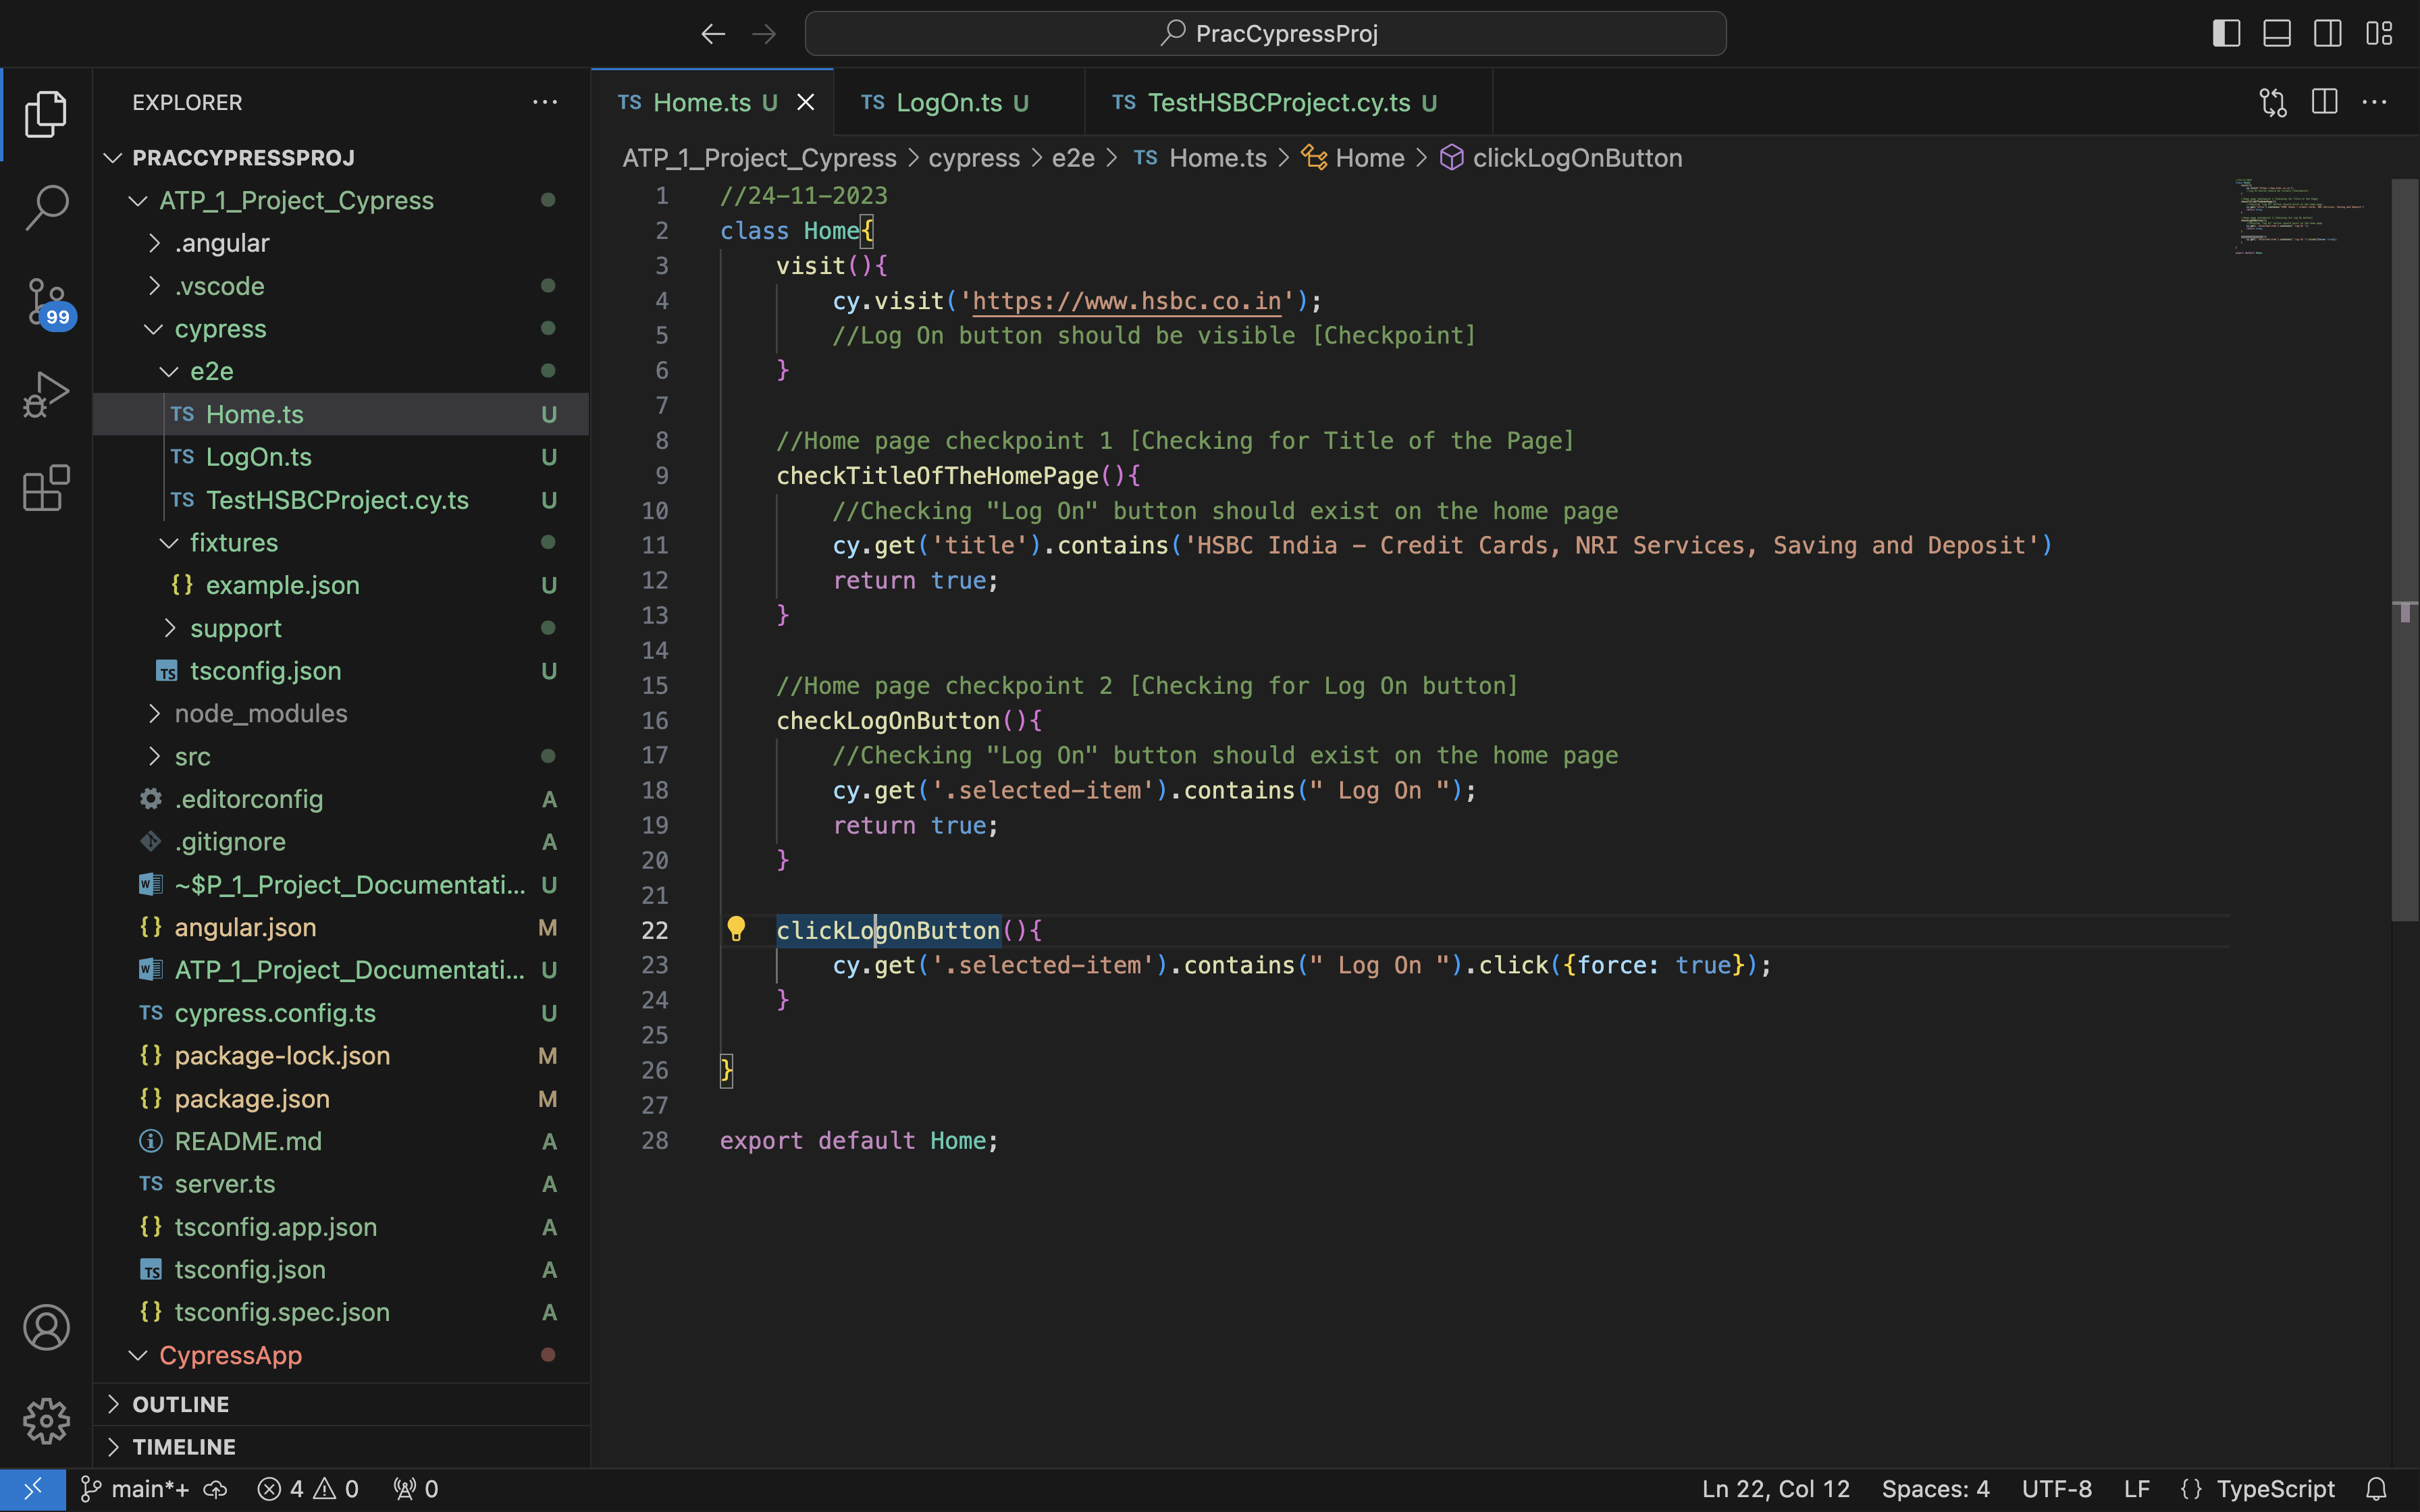 PracCypressProj
EXPLORER
PRACCYPRESSPROJ
ATP_1_Project_Cypress
.angular
.vscode
cypress
e2e
TS Home.ts U
TS LogOn.ts U
TS TestHSBCProject.cy.ts U
fixtures
{} example.json U
support
TS tsconfig.json U
node_modules
src
.editorconfig A
.gitignore A
W ~$P_1_Project_Documentati... U
{} angular.json M
W ATP_1_Project_Documentati... U
TS cypress.config.ts U
{} package-lock.json M
{} package.json M
README.md A
TS server.ts A
{} tsconfig.app.json A
TS tsconfig.json A
{} tsconfig.spec.json A
CypressApp
OUTLINE
TIMELINE
99
TS Home.ts U
TS LogOn.ts U
TS TestHSBCProject.cy.ts U
ATP_1_Project_Cypress > cypress > e2e > TS Home.ts > Home > clickLogOnButton
1 //24-11-2023
2 class Home{
3 visit(){
4 cy.visit('https://www.hsbc.co.in');
5 //Log On button should be visible [Checkpoint]
6 }
7
8 //Home page checkpoint 1 [Checking for Title of the Page]
9 checkTitleOfTheHomePage(){
10 //Checking "Log On" button should exist on the home page
11 cy.get('title').contains('HSBC India – Credit Cards, NRI Services, Saving and Deposit')
12 return true;
13 }
14
15 //Home page checkpoint 2 [Checking for Log On button]
16 checkLogOnButton(){
17 //Checking "Log On" button should exist on the home page
18 cy.get('.selected-item').contains(" Log On ");
19 return true;
20 }
21
22 clickLogOnButton(){
23 cy.get('.selected-item').contains(" Log On ").click({force: true});
24 }
25
26 }
27
28 export default Home;
main*+ 4 0 0
Ln 22, Col 12 Spaces: 4 UTF-8 LF {} TypeScript